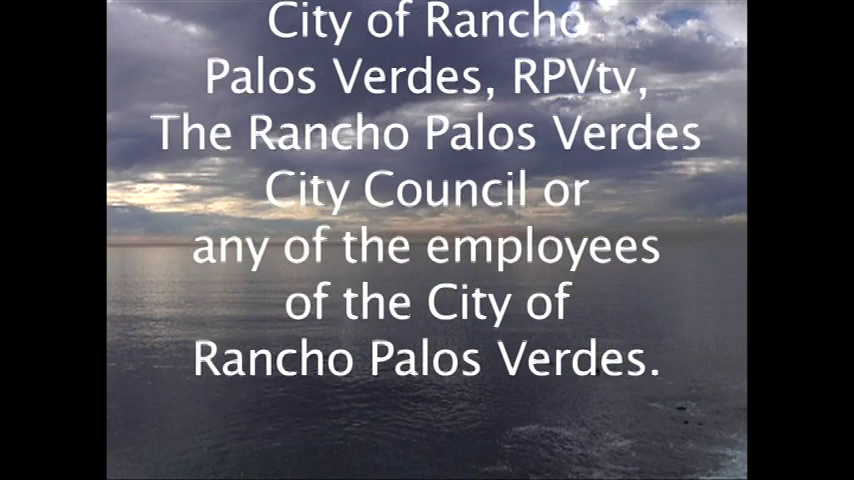 City of Rancho
Palos Verdes, RPVtv,
The Rancho Palos Verdes
City Council or
any of the employees
of the City of
Rancho Palos Verdes.